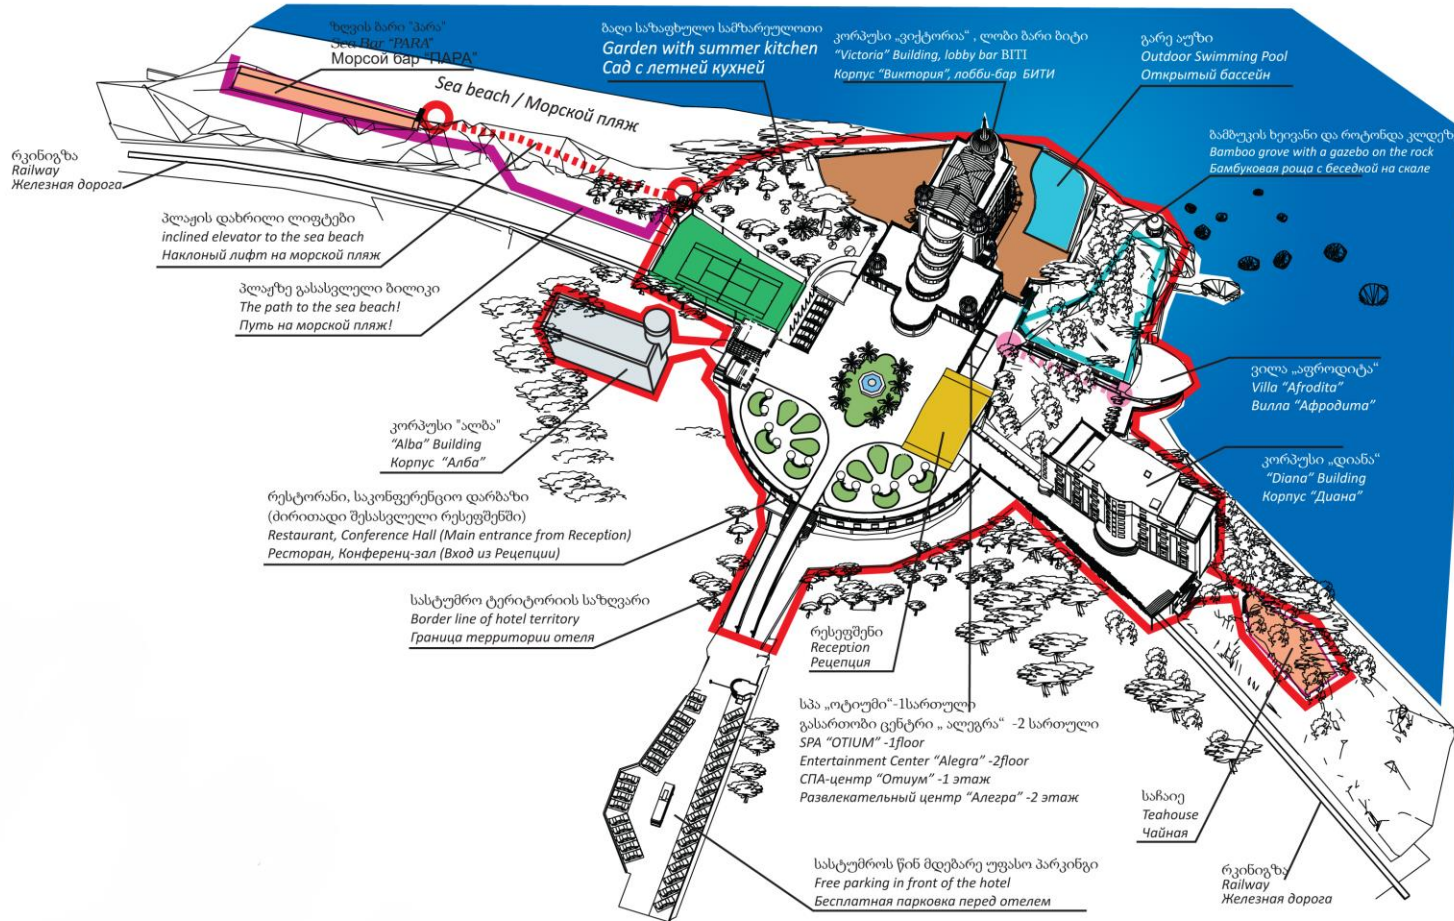 ზღვის ბარი "პარა"
Sea Bar “PARA”
Морсой бар “ПАРА”
Sea beach / Морской пляж
ბაღი საზაფხულო სამზარეულოთი
Garden with summer kitchen
Сад с летней кухней
კორპუსი „ვიქტორია“ , ლობი ბარი ბიტი
“Victoria” Building, lobby bar BITI
Корпус “Виктория”, лобби-бар БИТИ
გარე აუზი
Outdoor Swimming Pool
Открытый бассейн
ბამბუკის ხეივანი და როტონდა კლდეზე
Bamboo grove with a gazebo on the rock
Бамбуковая роща с беседкой на скале
რკინიგზა
Railway
Железная дорога
პლაჟის დახრილი ლიფტები
inclined elevator to the sea beach
Наклоный лифт на морской пляж
პლაჟზე გასასვლელი ბილიკი
The path to the sea beach!
Путь на морской пляж!
ვილა „აფროდიტა“
Villa “Afrodita”
Вилла “Афродита”
კორპუსი "ალბა"
“Alba” Building
Корпус “Алба”
კორპუსი „დიანა“
“Diana” Building
Корпус “Диана”
რესტორანი, საკონფერენციო დარბაზი
(ძირითადი შესასვლელი რესეფშენში)
Restaurant, Conference Hall (Main entrance from Reception)
Ресторан, Конференц-зал (Вход из Рецепции)
სასტუმრო ტერიტორიის საზღვარი
Border line of hotel territory
Граница территории отеля
რესეფშენი
Reception
Рецепция
სპა „ოტიუმი“-1სართული
გასართობი ცენტრი „ ალეგრა“ -2 სართული
SPA “OTIUM” -1floor
Entertainment Center “Alegra” -2floor
СПА-центр “Отиум” -1 этаж
Развлекательный центр “Алегра” -2 этаж
საჩაიე
Teahouse
Чайная
სასტუმროს წინ მდებარე უფასო პარკინგი
Free parking in front of the hotel
Бесплатная парковка перед отелем
რკინიგზა
Railway
Железная дорога